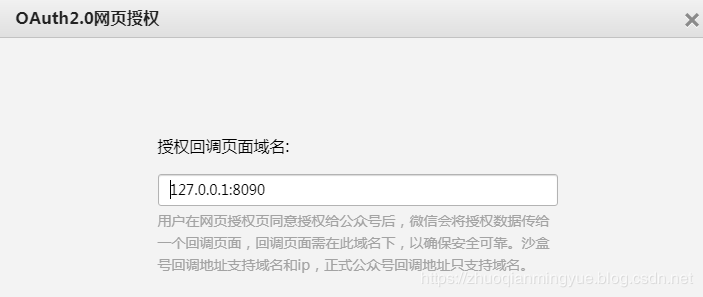 OAuth2.0网页授权
授权回调页面域名:
127.0.0.1:8090
用户在网页授权页同意授权给公众号后，微信会将授权数据传给
一个回调页面，回调页面需在此域名下，以确保安全可靠。沙盒
号回调地址支持域名和ip，正式公众号回调地址只支持域名。
https://zhuoqianmingyue.blog.csdn.net